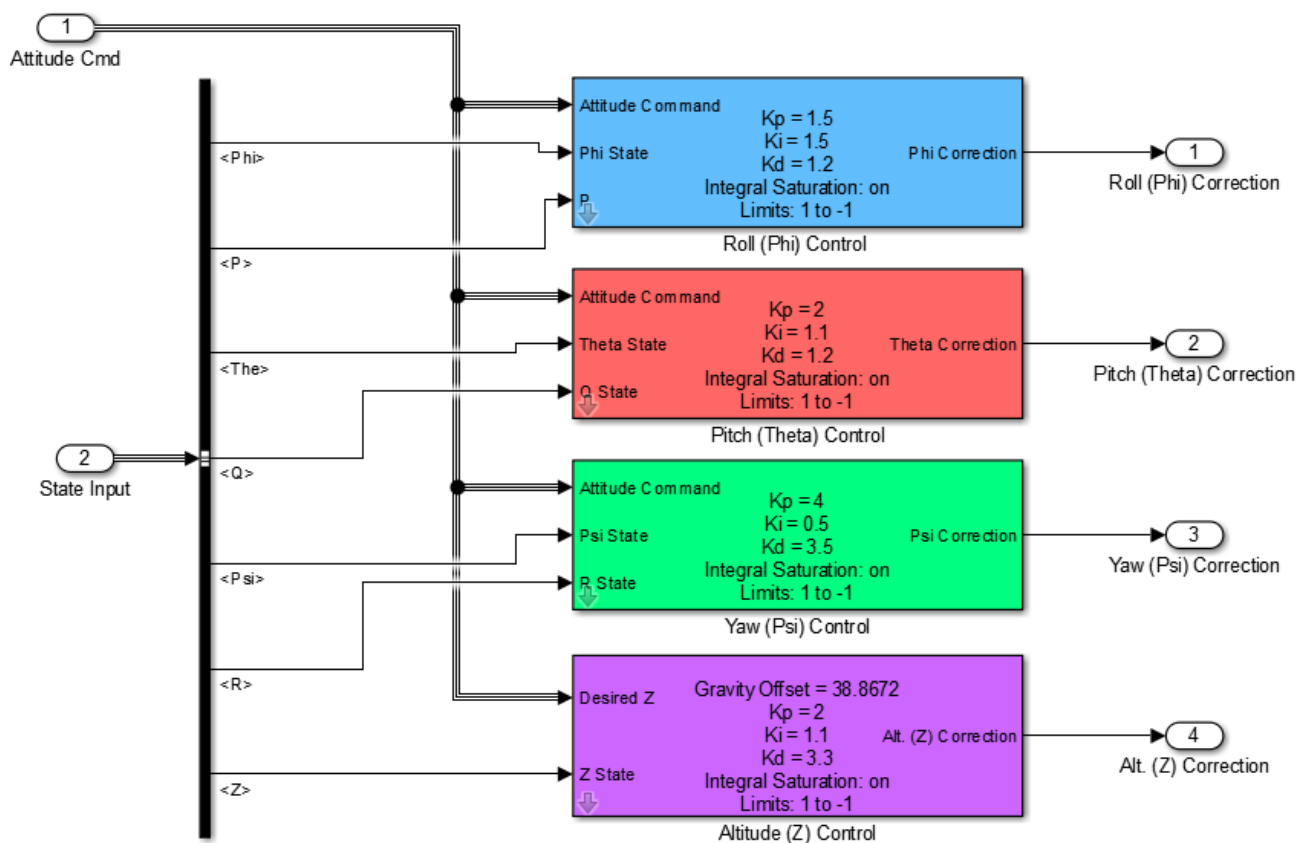 1
Attitude Cmd
<Phi>
<P>
<The>
2
State Input
<Q>
<Psi>
<R>
<Z>
Attitude Command
Phi State
P
Kp = 1.5
Ki = 1.5
Kd = 1.2
Integral Saturation: on
Limits: 1 to -1
Phi Correction
Roll (Phi) Control
1
Roll (Phi) Correction
Attitude Command
Theta State
Q State
Kp = 2
Ki = 1.1
Kd = 1.2
Integral Saturation: on
Limits: 1 to -1
Theta Correction
Pitch (Theta) Control
2
Pitch (Theta) Correction
Attitude Command
Psi State
R State
Kp = 4
Ki = 0.5
Kd = 3.5
Integral Saturation: on
Limits: 1 to -1
Psi Correction
Yaw (Psi) Control
3
Yaw (Psi) Correction
Desired Z
Z State
Gravity Offset = 38.8672
Kp = 2
Ki = 1.1
Kd = 3.3
Integral Saturation: on
Limits: 1 to -1
Alt. (Z) Correction
Altitude (Z) Control
4
Alt. (Z) Correction